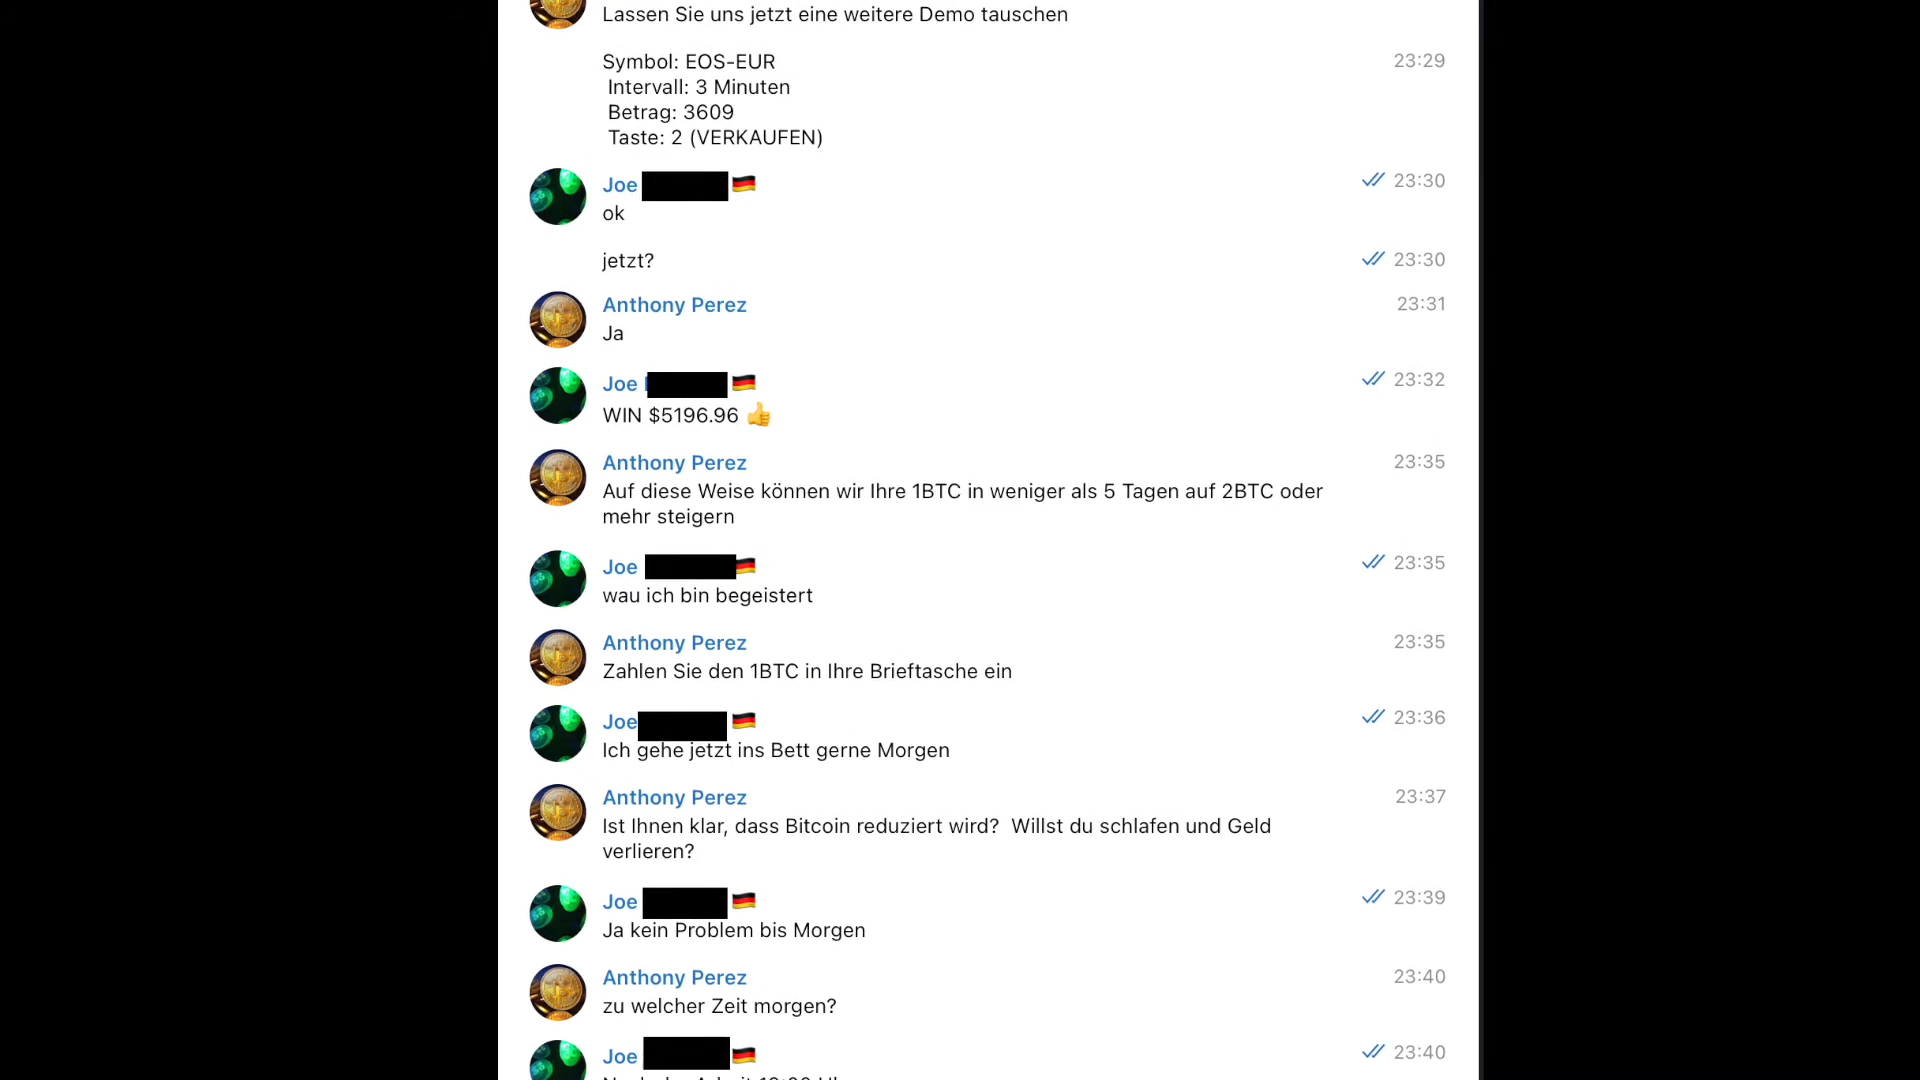 Lassen Sie uns jetzt eine weitere Demo tauschen
Symbol: EOS-EUR 23:29
Intervall: 3 Minuten
Betrag: 3609
Taste: 2 (VERKAUFEN)
Joe 23:30
ok
jetzt? 23:30
Anthony Perez 23:31
Ja
Joe 23:32
WIN $5196.96 👍
Anthony Perez 23:35
Auf diese Weise können wir Ihre 1BTC in weniger als 5 Tagen auf 2BTC oder
mehr steigern
Joe 23:35
wau ich bin begeistert
Anthony Perez 23:35
Zahlen Sie den 1BTC in Ihre Brieftasche ein
Joe 23:36
Ich gehe jetzt ins Bett gerne Morgen
Anthony Perez 23:37
Ist Ihnen klar, dass Bitcoin reduziert wird?  Willst du schlafen und Geld
verlieren?
Joe 23:39
Ja kein Problem bis Morgen
Anthony Perez 23:40
zu welcher Zeit morgen?
Joe 23:40